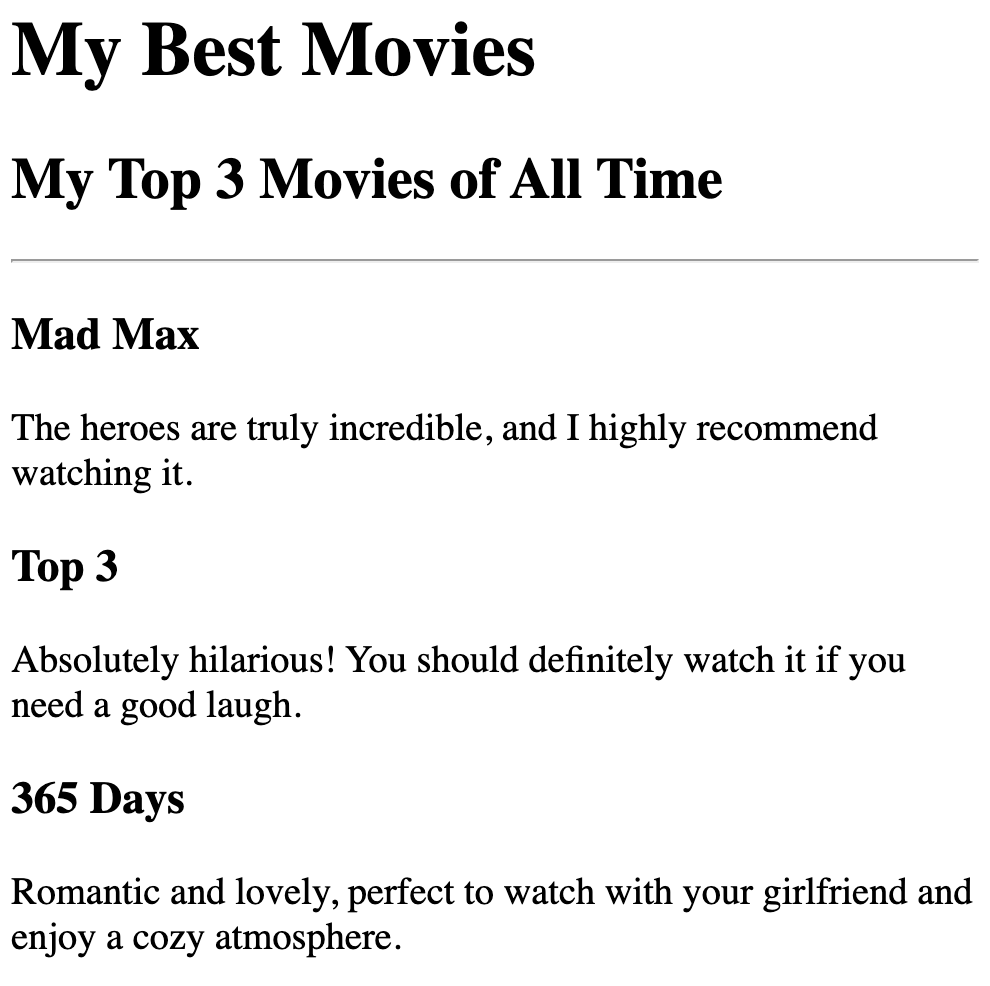 My Best Movies
My Top 3 Movies of All Time
Mad Max
The heroes are truly incredible, and I highly recommend
watching it.
Top 3
Absolutely hilarious! You should definitely watch it if you
need a good laugh.
365 Days
Romantic and lovely, perfect to watch with your girlfriend and
enjoy a cozy atmosphere.